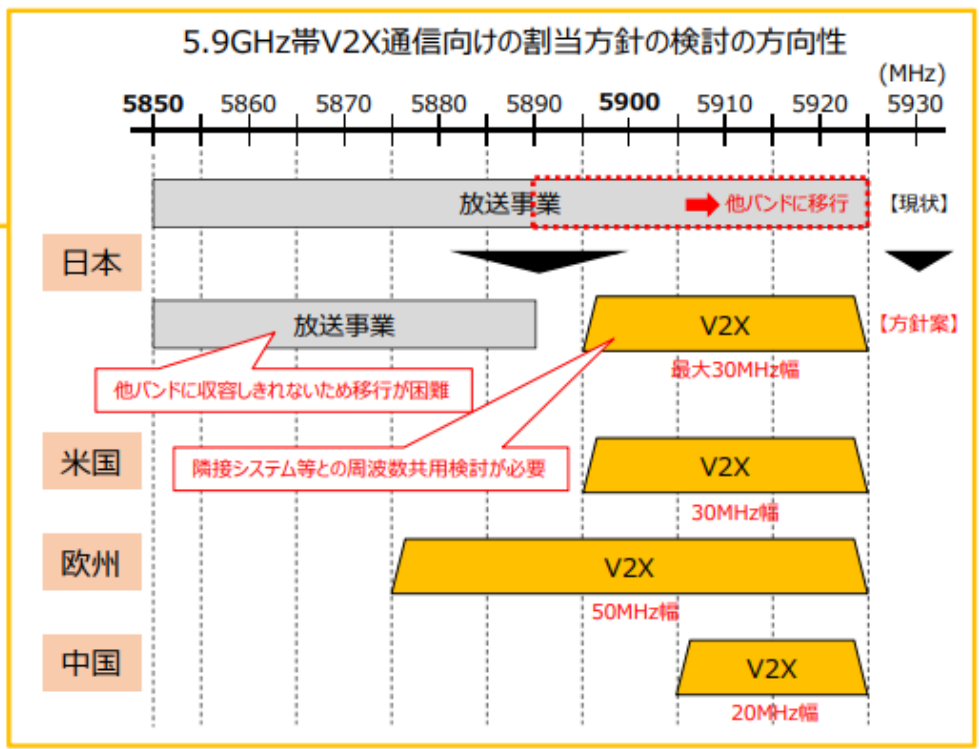 5.9GHz帯V2X通信向けの割当方針の検討の方向性
(MHz)
5850 5860 5870 5880 5890 5900 5910 5920 5930
放送事業
他バンドに移行
【現状】
日本
放送事業
V2X
【方針案】
最大30MHz幅
他バンドに収容しきれないため移行が困難
隣接システム等との周波数共用検討が必要
米国
V2X
30MHz幅
欧州
V2X
50MHz幅
中国
V2X
20MHz幅